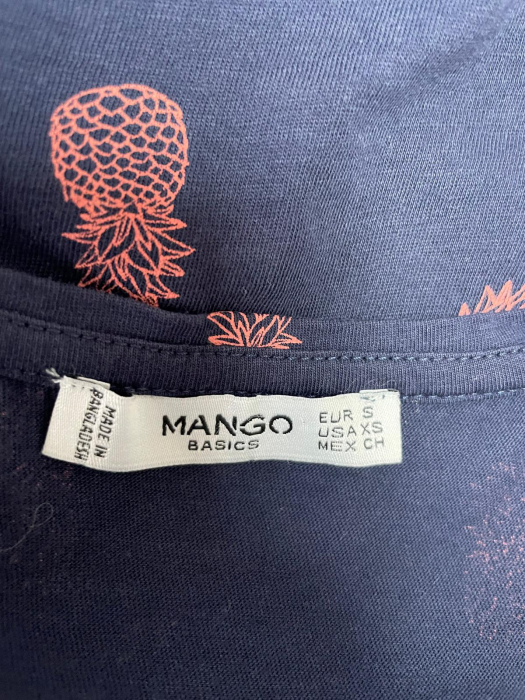 MADE IN
BANGLADESH
MANGO
BASICS
EUR S
USA XS
MEX CH